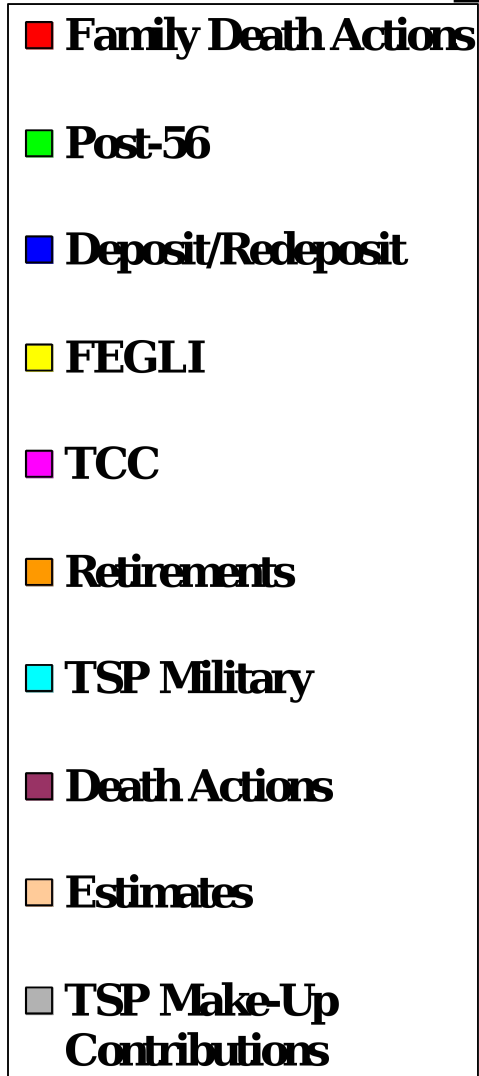 Family Death Actions
Post-56
Deposit/Redeposit
FEGLI
TCC
Retirements
TSP Military
Death Actions
Estimates
TSP Make-Up
Contributions